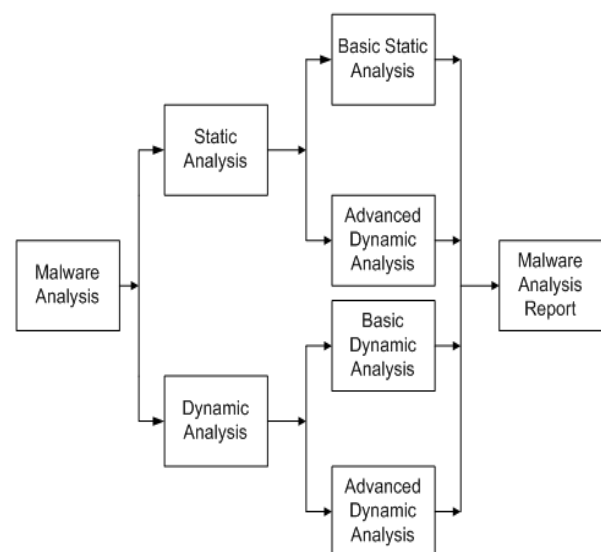 Basic Static
Analysis
Static
Analysis
Advanced
Dynamic
Analysis
Malware
Analysis
Malware
Analysis
Report
Basic
Dynamic
Analysis
Dynamic
Analysis
Advanced
Dynamic
Analysis